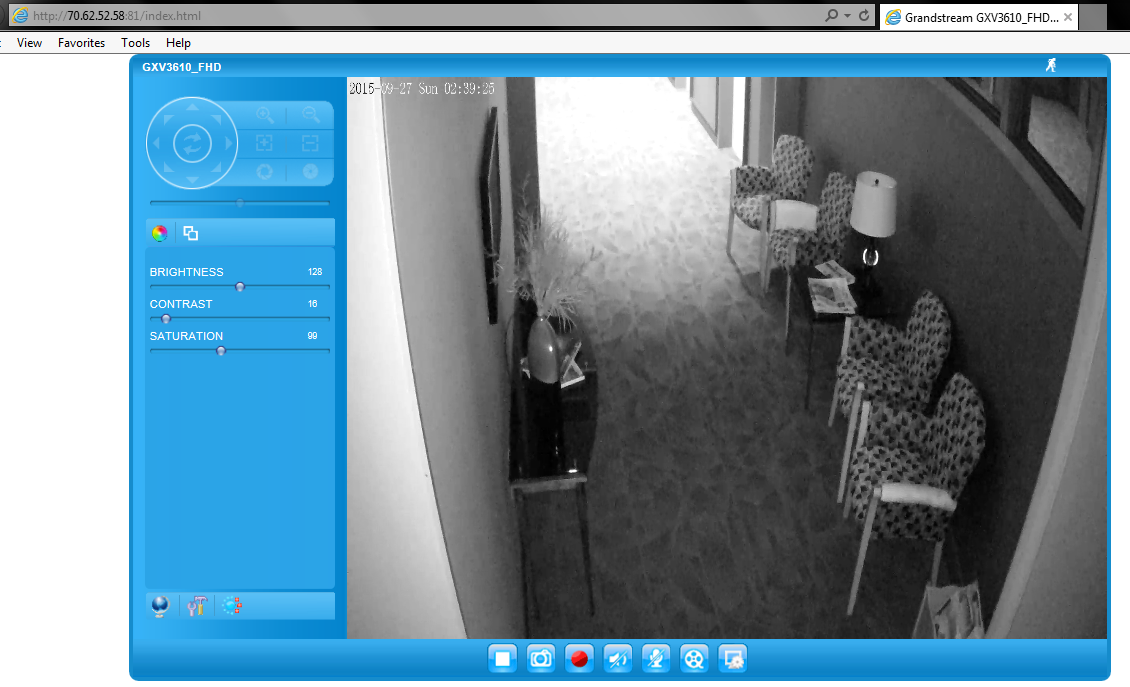 http://70.62.52.58:81/index.html
Grandstream GXV3610_FHD...
View Favorites Tools Help
GXV3610_FHD
2015-09-27 Sun 02:39:25
BRIGHTNESS 128
CONTRAST 16
SATURATION 99